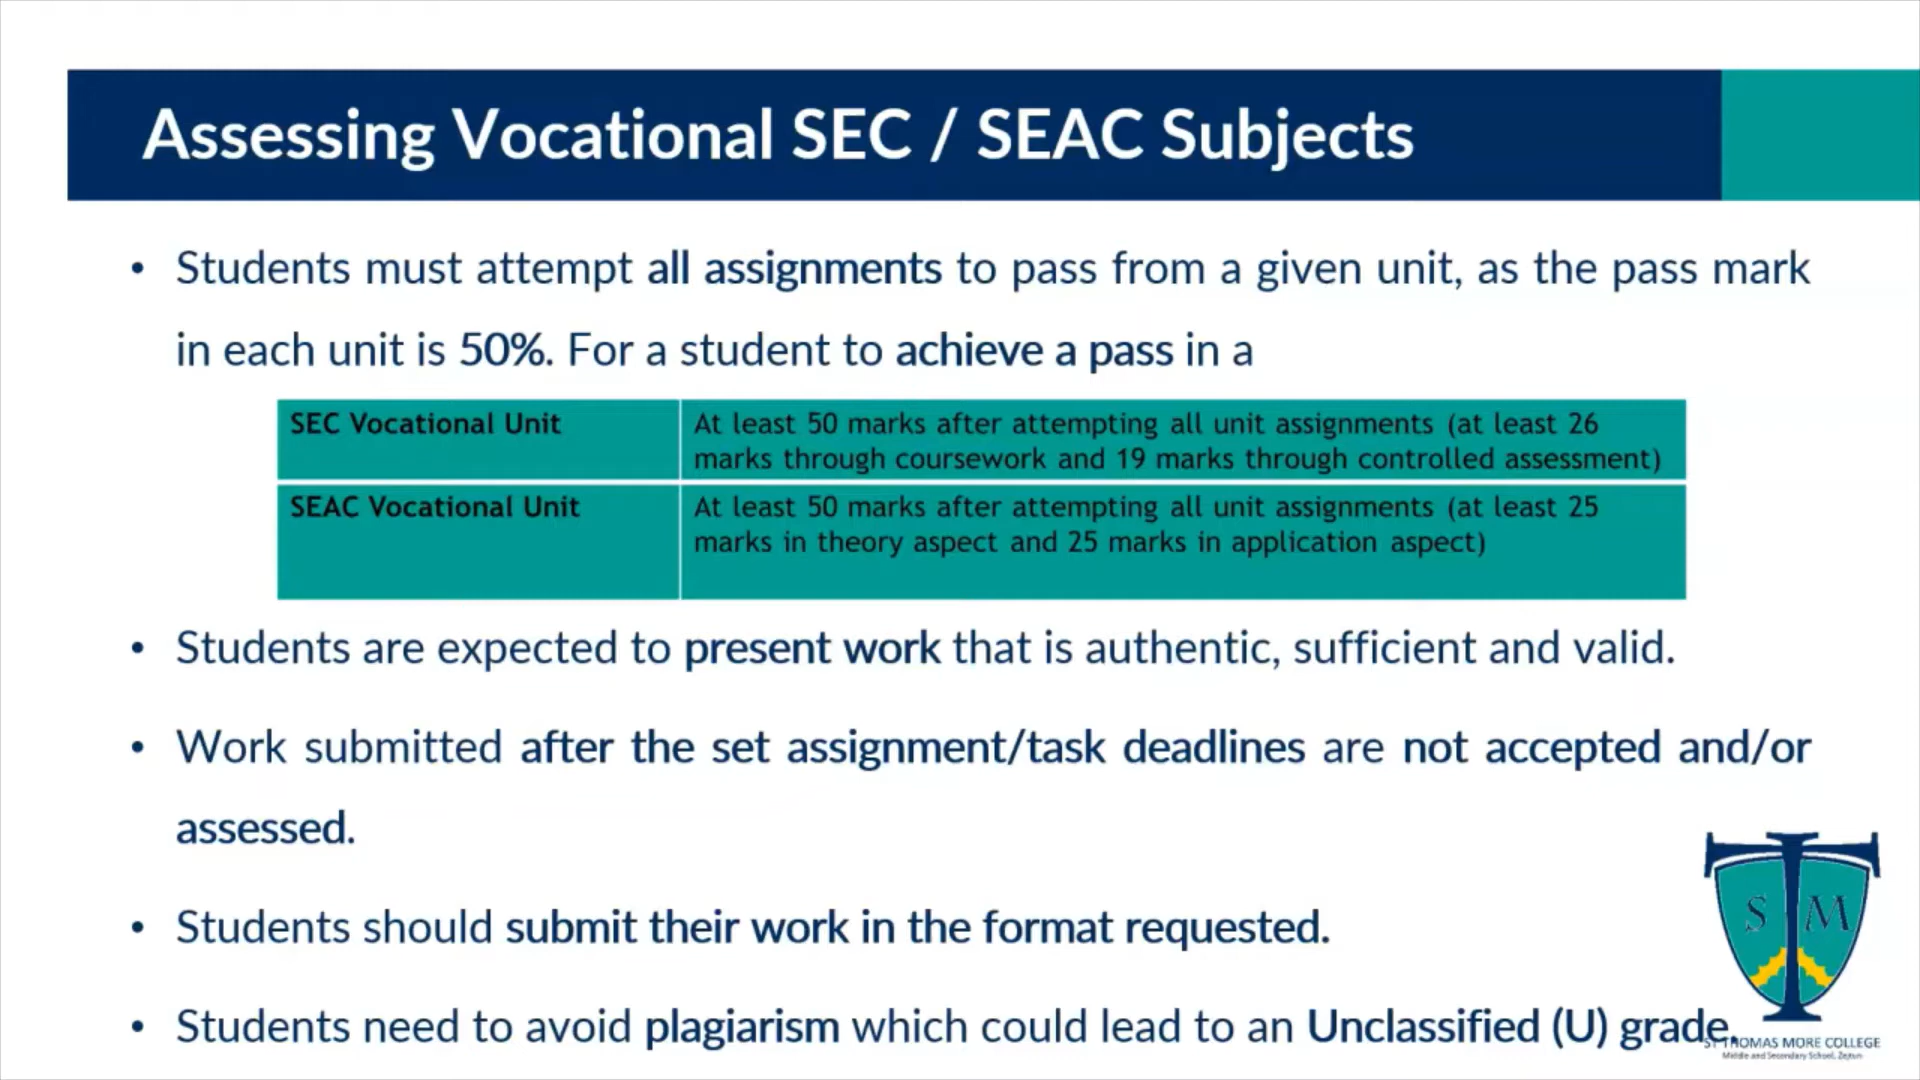 Assessing Vocational SEC / SEAC Subjects
• Students must attempt all assignments to pass from a given unit, as the pass mark
in each unit is 50%. For a student to achieve a pass in a
SEC Vocational Unit
At least 50 marks after attempting all unit assignments (at least 26
marks through coursework and 19 marks through controlled assessment)
SEAC Vocational Unit
At least 50 marks after attempting all unit assignments (at least 25
marks in theory aspect and 25 marks in application aspect)
• Students are expected to present work that is authentic, sufficient and valid.
• Work submitted after the set assignment/task deadlines are not accepted and/or
assessed.
• Students should submit their work in the format requested.
• Students need to avoid plagiarism which could lead to an Unclassified (U) grade.
S M
ST THOMAS MORE COLLEGE
Middle and Secondary School, Zejtun